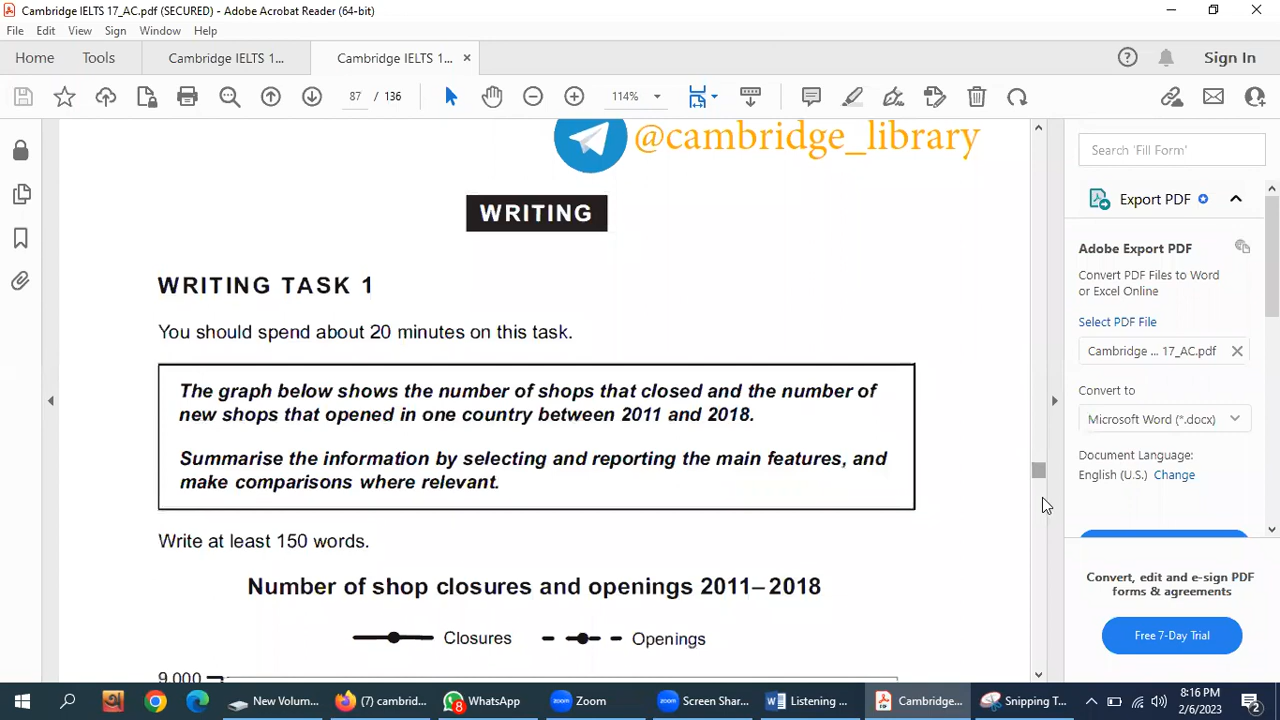 Cambridge IELTS 17_AC.pdf (SECURED) - Adobe Acrobat Reader (64-bit)
File Edit View Sign Window Help
Home Tools Cambridge IELTS 1... Cambridge IELTS 1... Sign In
87 / 136 114%
@cambridge_library
WRITING
WRITING TASK 1
You should spend about 20 minutes on this task.
The graph below shows the number of shops that closed and the number of
new shops that opened in one country between 2011 and 2018.
Summarise the information by selecting and reporting the main features, and
make comparisons where relevant.
Write at least 150 words.
Number of shop closures and openings 2011–2018
Closures Openings
9,000
Search 'Fill Form'
Export PDF
Adobe Export PDF
Convert PDF Files to Word
or Excel Online
Select PDF File
Cambridge ... 17_AC.pdf
Convert to
Microsoft Word (*.docx)
Document Language:
English (U.S.) Change
Convert, edit and e-sign PDF
forms & agreements
Free 7-Day Trial
New Volum... (7) cambrid... 8 WhatsApp zoom Zoom zoom Screen Shar... Listening ... Cambridge... Snipping T... 8:16 PM
2/6/2023 2